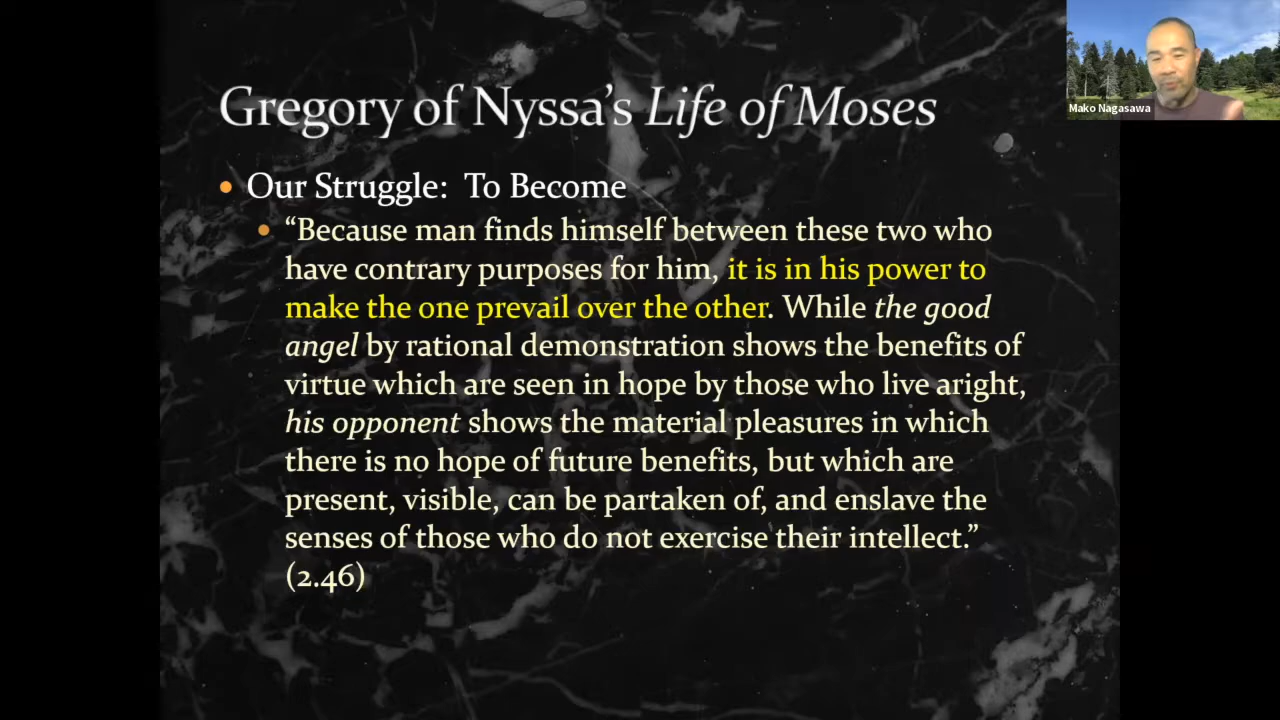 Gregory of Nyssa’s Life of Moses
Mako Nagasawa
Our Struggle: To Become
“Because man finds himself between these two who
have contrary purposes for him, it is in his power to
make the one prevail over the other. While the good
angel by rational demonstration shows the benefits of
virtue which are seen in hope by those who live aright,
his opponent shows the material pleasures in which
there is no hope of future benefits, but which are
present, visible, can be partaken of, and enslave the
senses of those who do not exercise their intellect.”
(2.46)